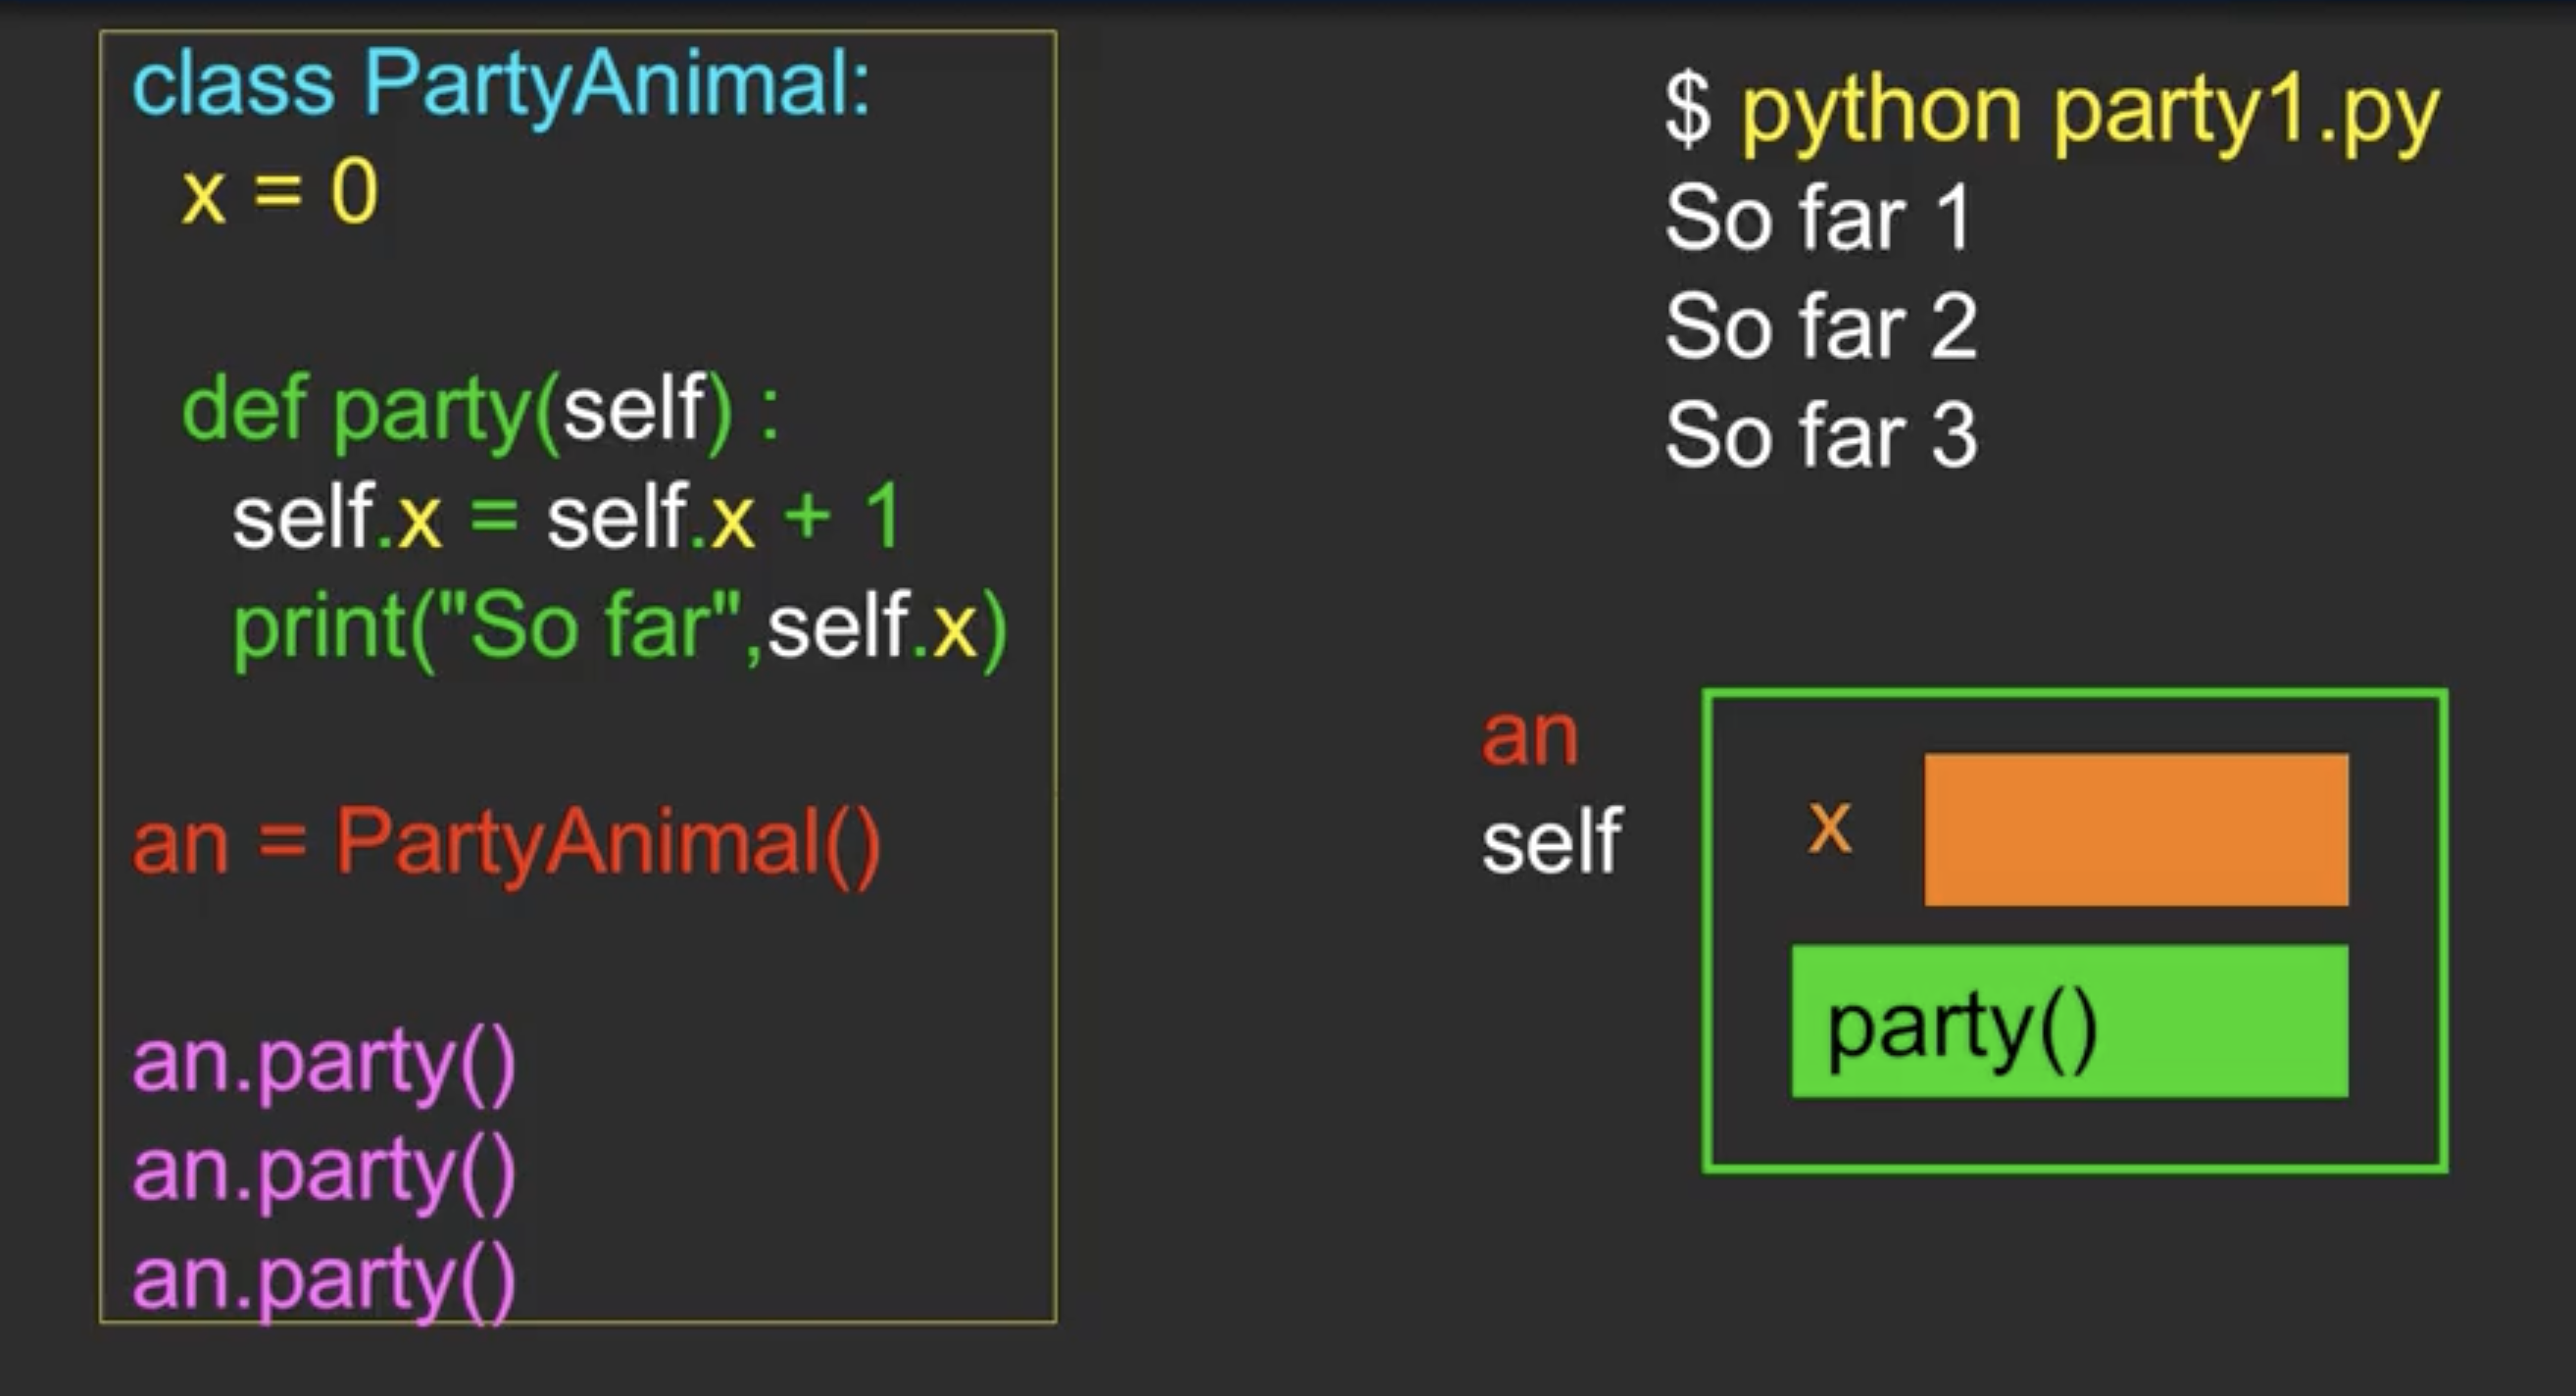 class PartyAnimal:
x = 0
def party(self) :
self.x = self.x + 1
print("So far",self.x)
an = PartyAnimal()
an.party()
an.party()
an.party()
$ python party1.py
So far 1
So far 2
So far 3
an
self
x
party()